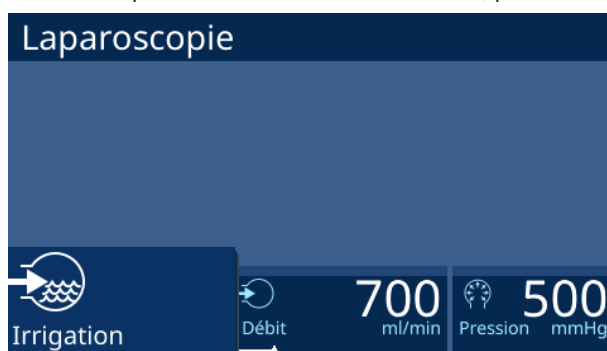 Laparoscopie
700
500
Débit
ml/min
Pression
mmHg
Irrigation